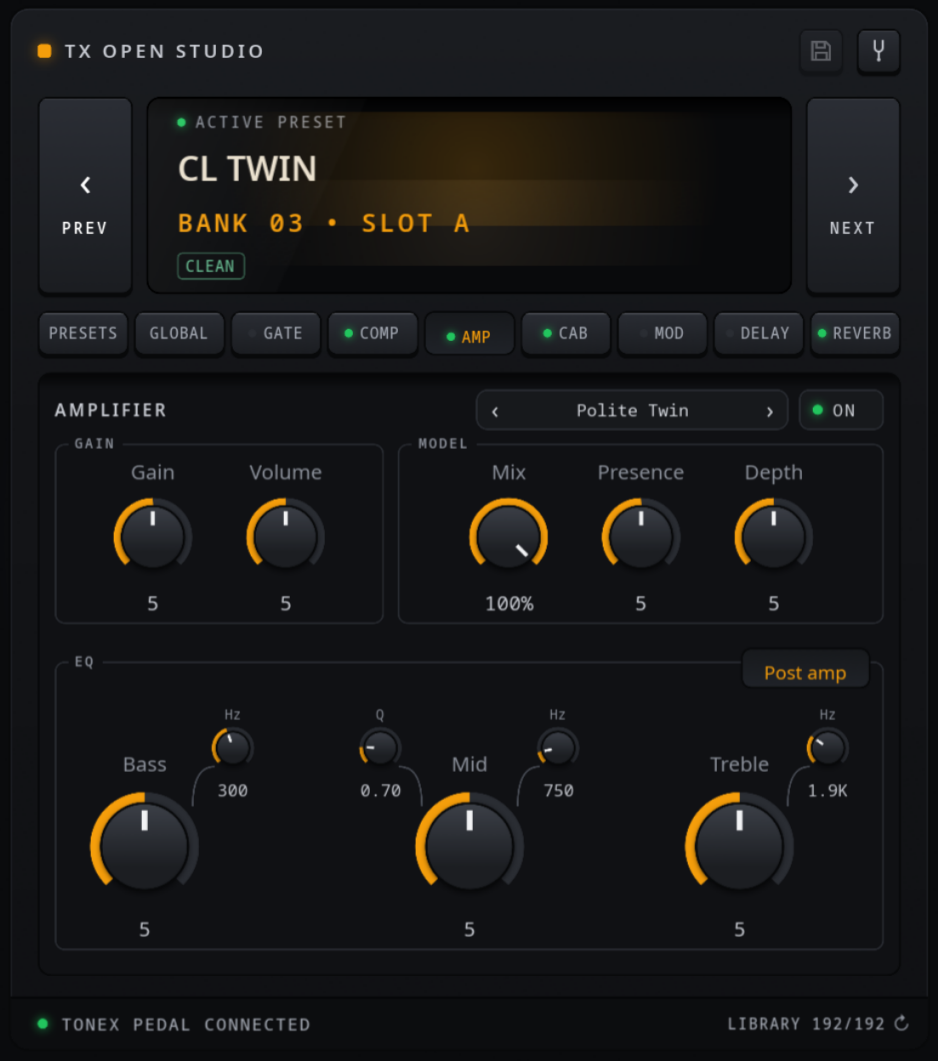 TX OPEN STUDIO
‹ PREV
ACTIVE PRESET
CL TWIN
BANK 03 • SLOT A
CLEAN
› NEXT
PRESETS GLOBAL GATE COMP AMP CAB MOD DELAY REVERB
AMPLIFIER ‹ Polite Twin › ON
GAIN
Gain Volume
5 5
MODEL
Mix Presence Depth
100% 5 5
EQ Post amp
Hz Q Hz Hz
Bass Mid Treble
300 0.70 750 1.9K
5 5 5
TONEX PEDAL CONNECTED LIBRARY 192/192